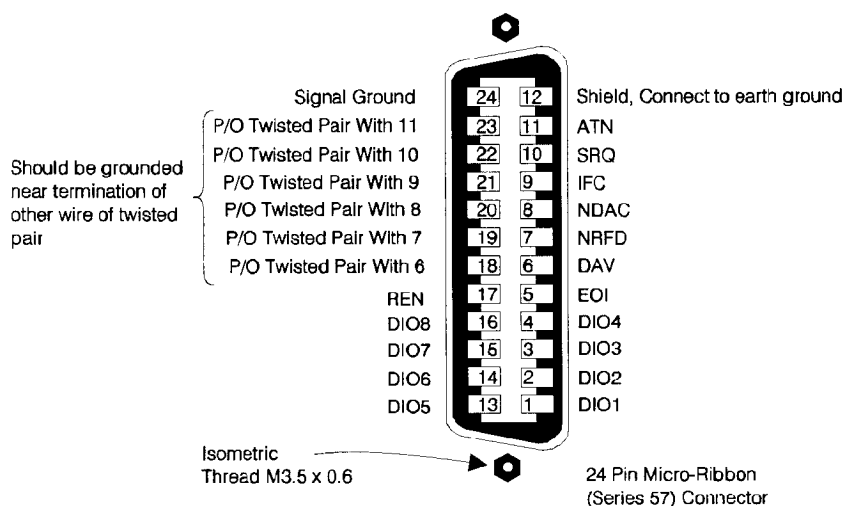 Signal Ground 24 12 Shield, Connect to earth ground
P/O Twisted Pair With 11 23 11 ATN
P/O Twisted Pair With 10 22 10 SRQ
P/O Twisted Pair With 9 21 9 IFC
P/O Twisted Pair With 8 20 8 NDAC
P/O Twisted Pair With 7 19 7 NRFD
P/O Twisted Pair With 6 18 6 DAV
Should be grounded
near termination of
other wire of twisted
pair
REN 17 5 EOI
DIO8 16 4 DIO4
DIO7 15 3 DIO3
DIO6 14 2 DIO2
DIO5 13 1 DIO1
Isometric
Thread M3.5 x 0.6
24 Pin Micro-Ribbon
(Series 57) Connector